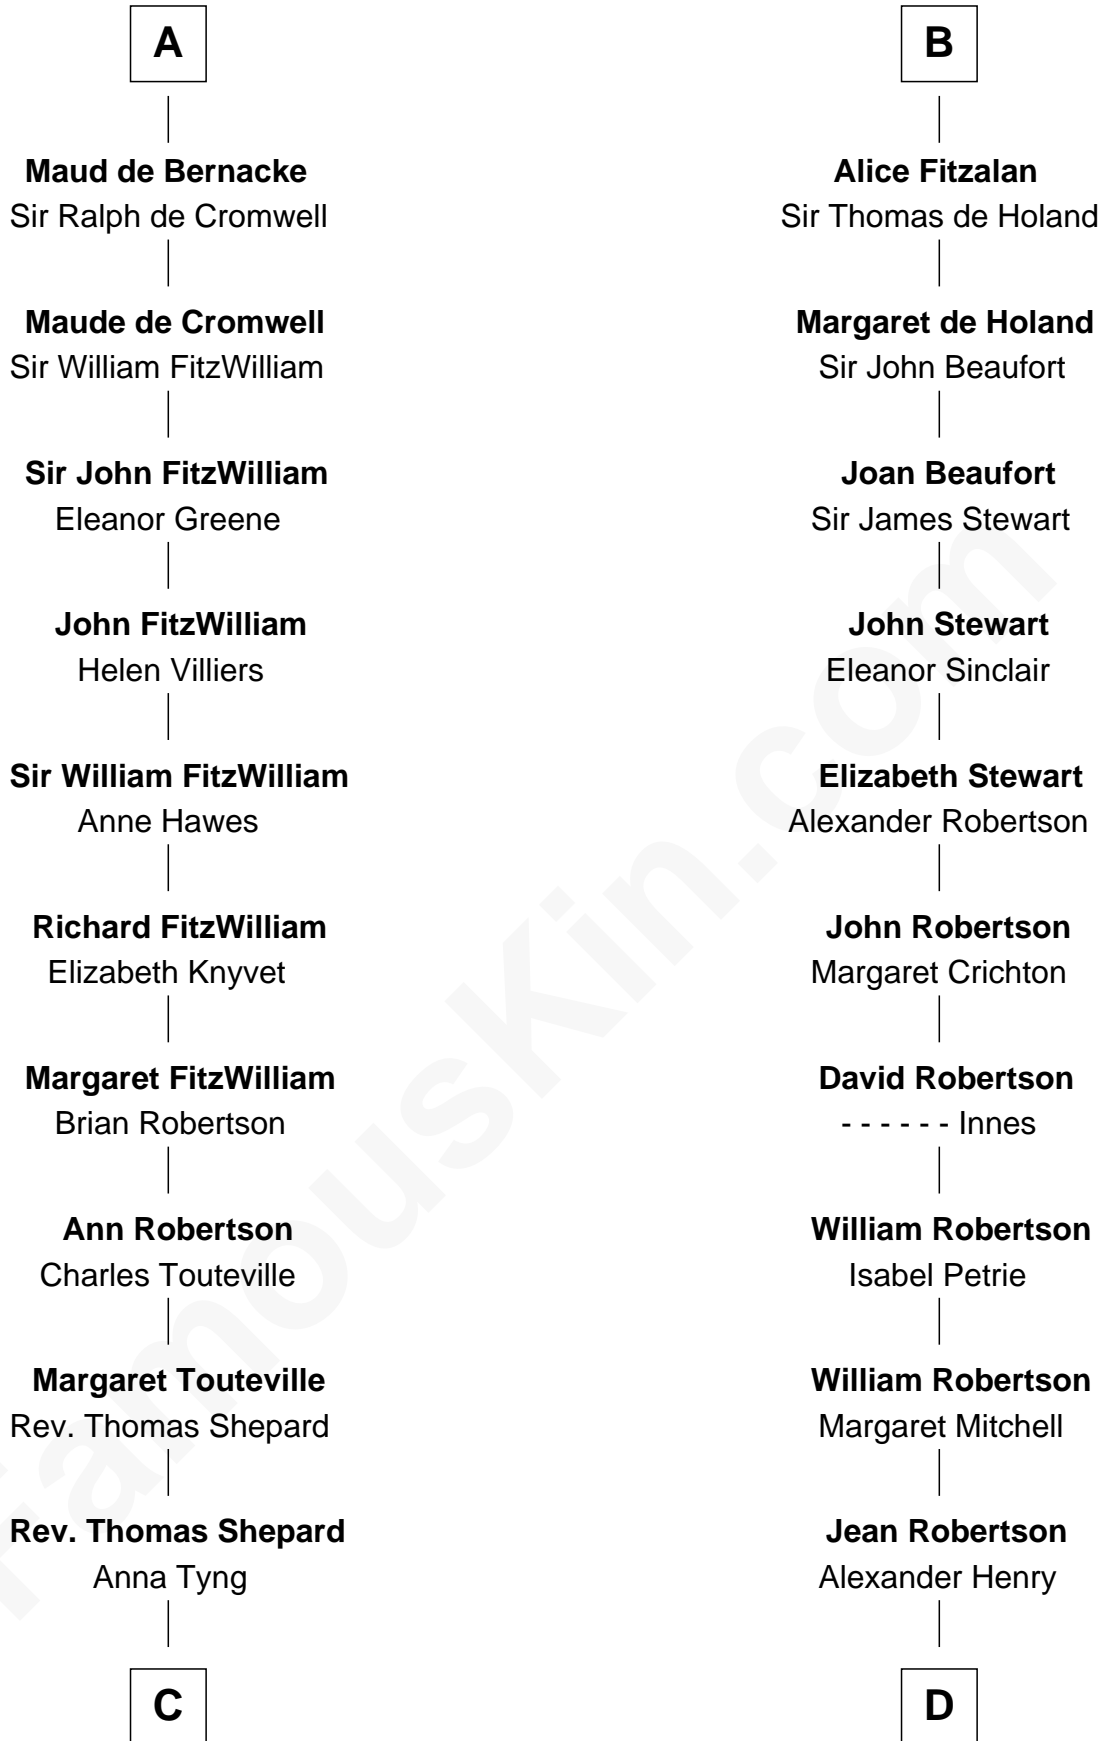 A
Maud de Bernacke
Sir Ralph de Cromwell
Maude de Cromwell
Sir William FitzWilliam
Sir John FitzWilliam
Eleanor Greene
John FitzWilliam
Helen Villiers
Sir William FitzWilliam
Anne Hawes
Richard FitzWilliam
Elizabeth Knyvet
Margaret FitzWilliam
Brian Robertson
Ann Robertson
Charles Touteville
Margaret Touteville
Rev. Thomas Shepard
Rev. Thomas Shepard
Anna Tyng
C
B
Alice Fitzalan
Sir Thomas de Holand
Margaret de Holand
Sir John Beaufort
Joan Beaufort
Sir James Stewart
John Stewart
Eleanor Sinclair
Elizabeth Stewart
Alexander Robertson
John Robertson
Margaret Crichton
David Robertson
- - - - - - Innes
William Robertson
Isabel Petrie
William Robertson
Margaret Mitchell
Jean Robertson
Alexander Henry
D
FamousKin.com